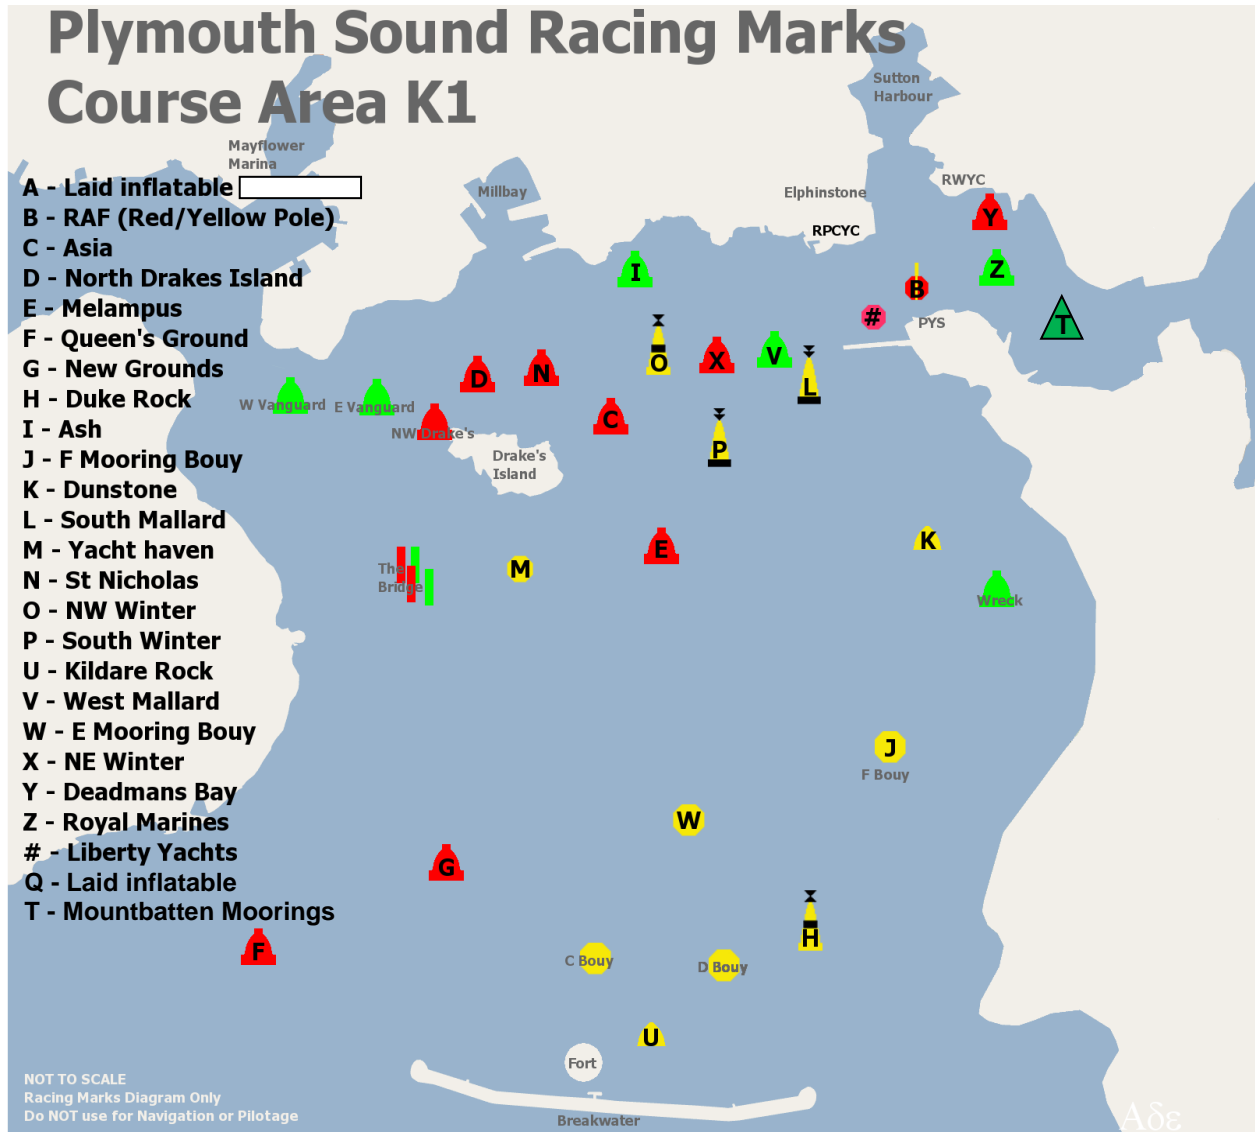 Plymouth Sound Racing Marks
Course Area K1
Sutton
Harbour
Mayflower
Marina
Millbay
Elphinstone
RWYC
RPCYC
A - Laid inflatable
B - RAF (Red/Yellow Pole)
C - Asia
D - North Drakes Island
E - Melampus
F - Queen's Ground
G - New Grounds
H - Duke Rock
I - Ash
J - F Mooring Bouy
K - Dunstone
L - South Mallard
M - Yacht haven
N - St Nicholas
O - NW Winter
P - South Winter
U - Kildare Rock
V - West Mallard
W - E Mooring Bouy
X - NE Winter
Y - Deadmans Bay
Z - Royal Marines
# - Liberty Yachts
Q - Laid inflatable
T - Mountbatten Moorings
Y
I
Z
B
#
PYS
T
O
X
V
D
N
L
W Vanguard
E Vanguard
C
NW Drake's
P
Drake's
Island
K
E
M
The
Bridge
Wreck
J
F Bouy
W
G
H
F
C Bouy
D Bouy
U
Fort
Breakwater
NOT TO SCALE
Racing Marks Diagram Only
Do NOT use for Navigation or Pilotage
Aδε